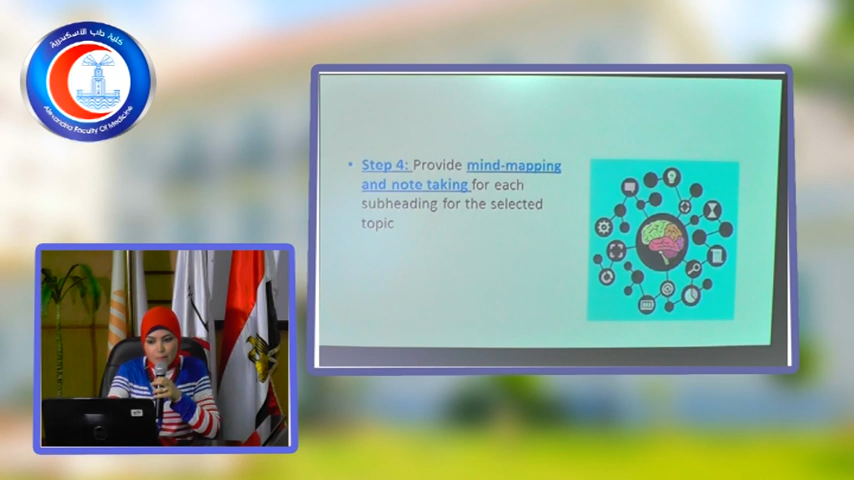 كلية طب الإسكندرية
Alexandria Faculty Of Medicine
• Step 4: Provide mind-mapping
and note taking for each
subheading for the selected
topic